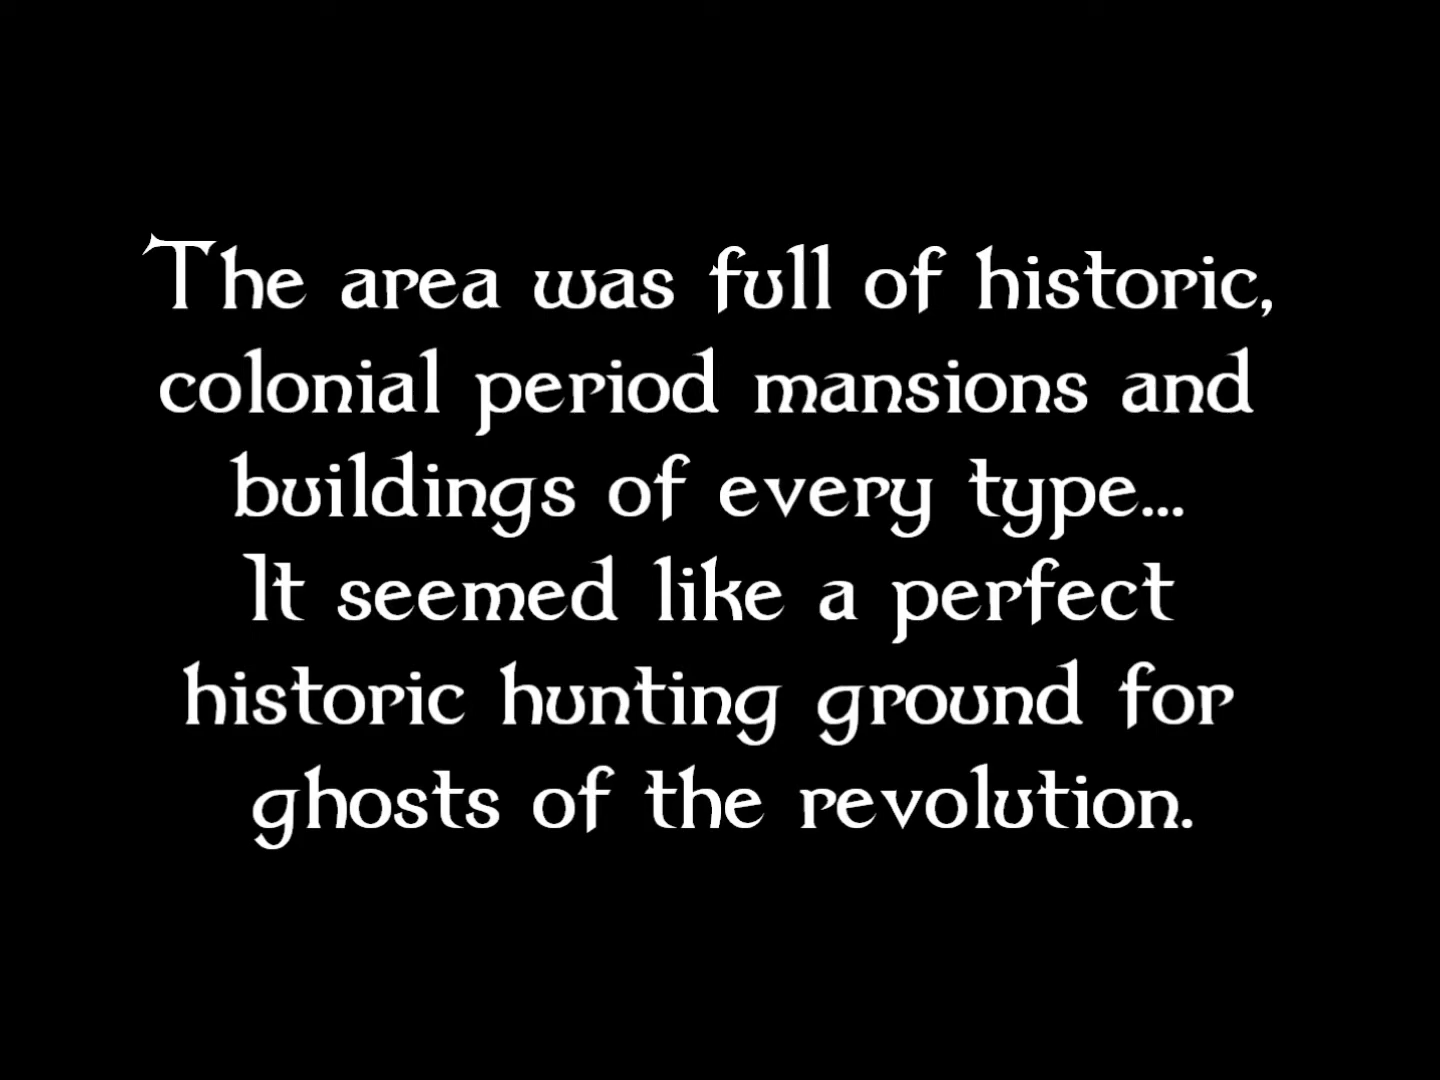 The area was full of historic,
colonial period mansions and
buildings of every type...
It seemed like a perfect
historic hunting ground for
ghosts of the revolution.